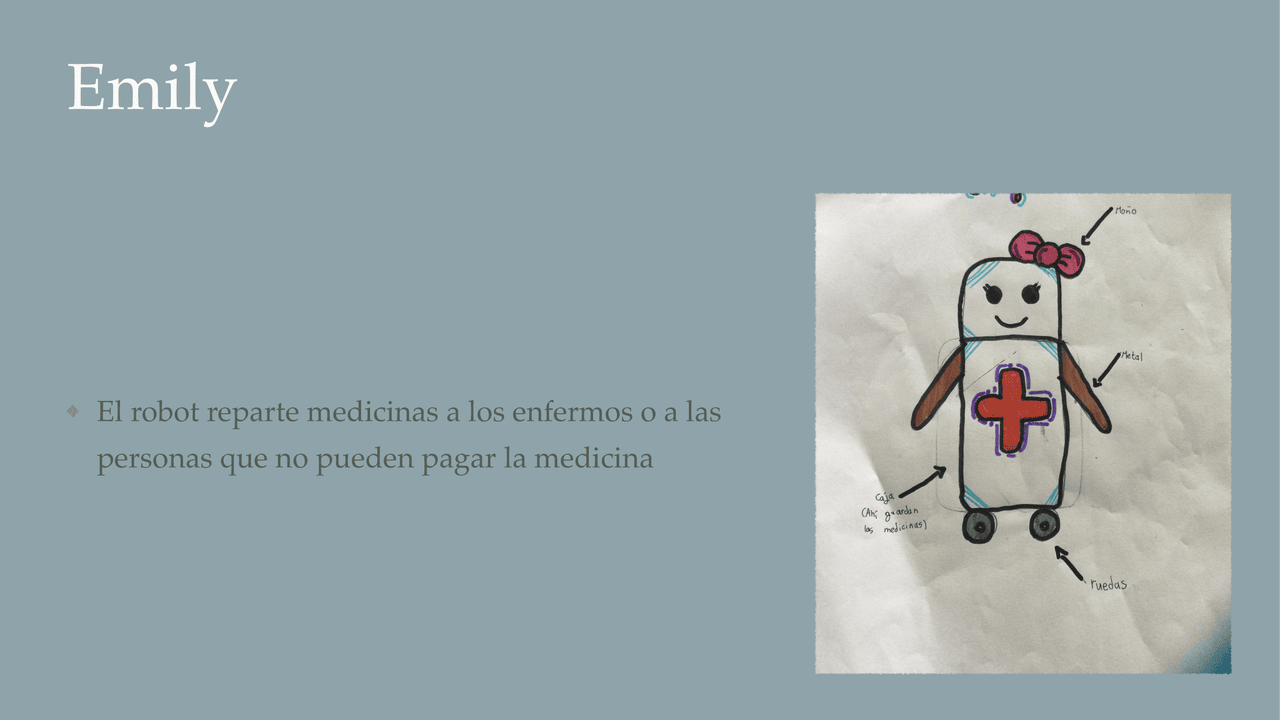 Emily
El robot reparte medicinas a los enfermos o a las
personas que no pueden pagar la medicina
Moño
Metal
Caja
(Ahi guardan
las medicinas)
ruedas